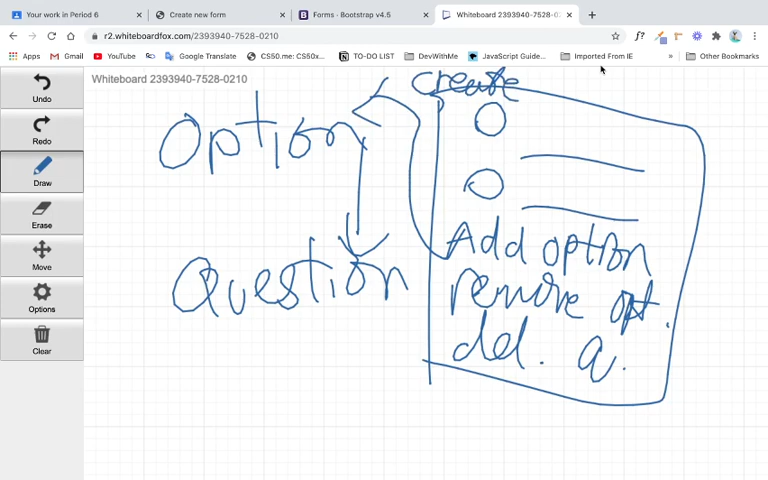 Your work in Period 6
Create new form
Forms - Bootstrap v4.5
Whiteboard 2393940-7528-0
r2.whiteboardfox.com/2393940-7528-0210
f?
Apps
Gmail
YouTube
Google Translate
CS50.me: CS50x...
TO-DO LIST
DevWithMe
JavaScript Guide...
Imported From IE
»
Other Bookmarks
Whiteboard 2393940-7528-0210
Undo
Redo
Draw
Erase
Move
Options
Clear
create
Option
Question
Add option
remove opt.
del. Q.